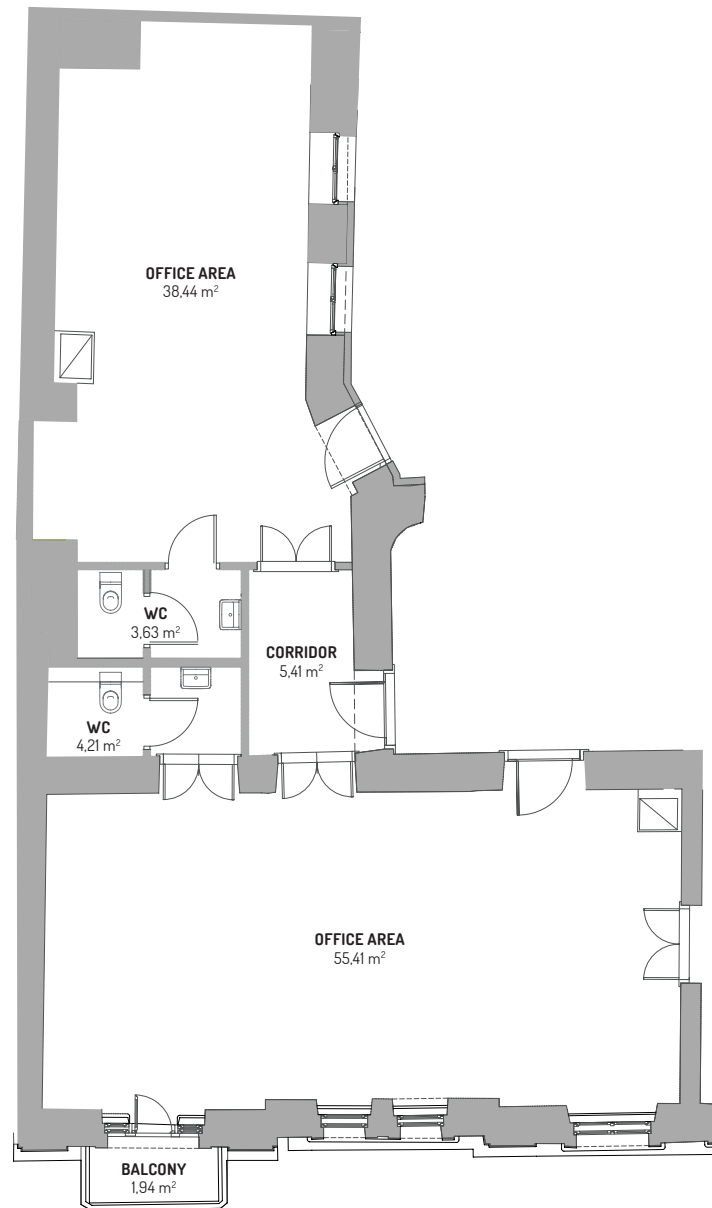 OFFICE AREA
38,44 m²
WC
3,63 m²
CORRIDOR
5,41 m²
WC
4,21 m²
OFFICE AREA
55,41 m²
BALCONY
1,94 m²